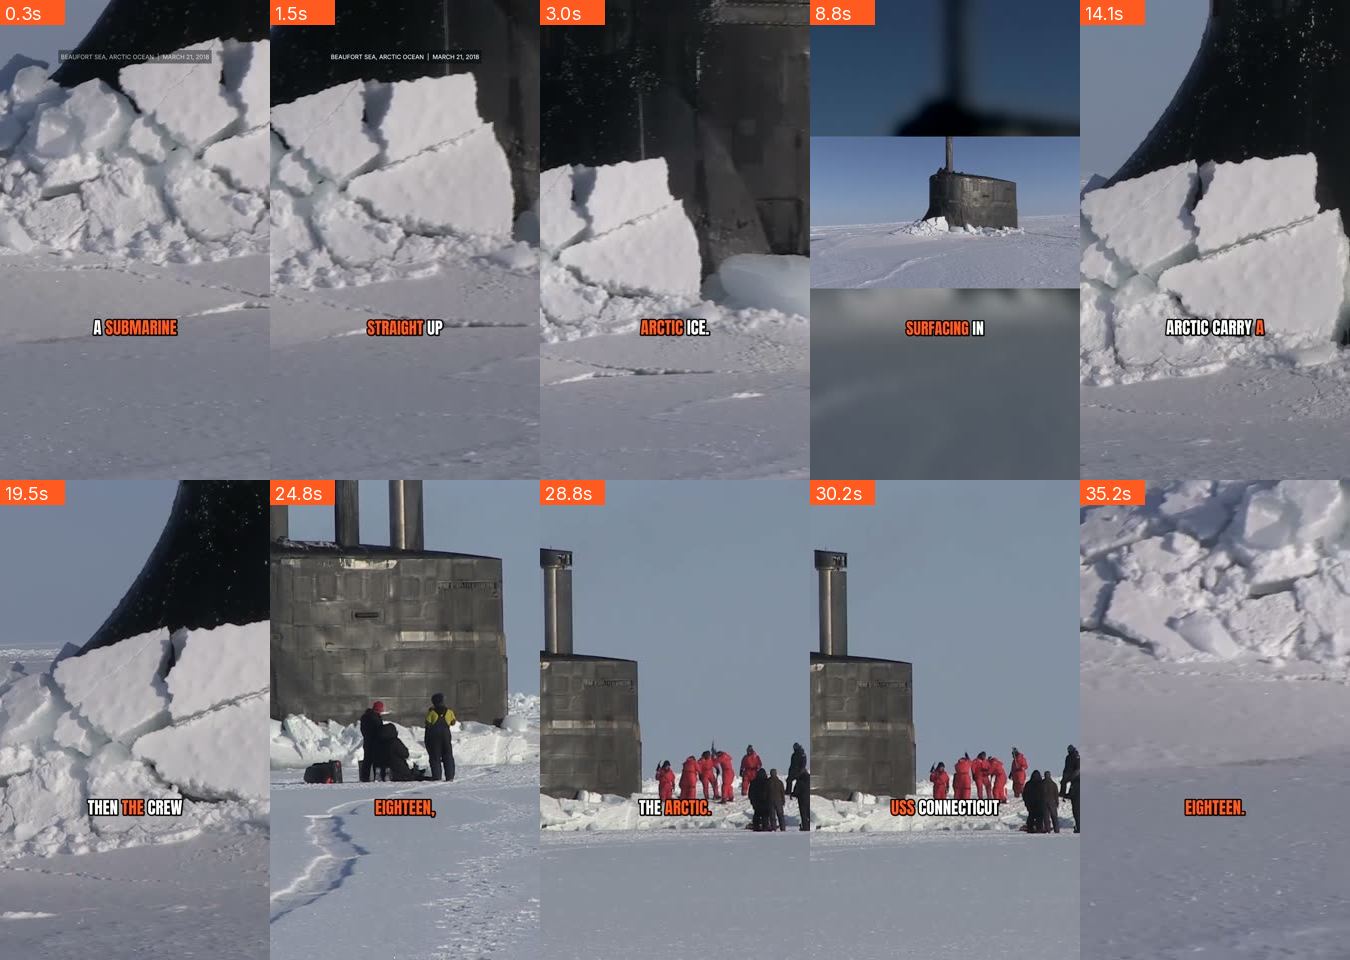 0.3s
BEAUFORT SEA, ARCTIC OCEAN | MARCH 21, 2018
A SUBMARINE
1.5s
BEAUFORT SEA, ARCTIC OCEAN | MARCH 21, 2018
STRAIGHT UP
3.0s
ARCTIC ICE.
8.8s
SURFACING IN
14.1s
ARCTIC CARRY A
19.5s
THEN THE CREW
24.8s
EIGHTEEN,
28.8s
THE ARCTIC.
30.2s
USS CONNECTICUT
35.2s
EIGHTEEN.